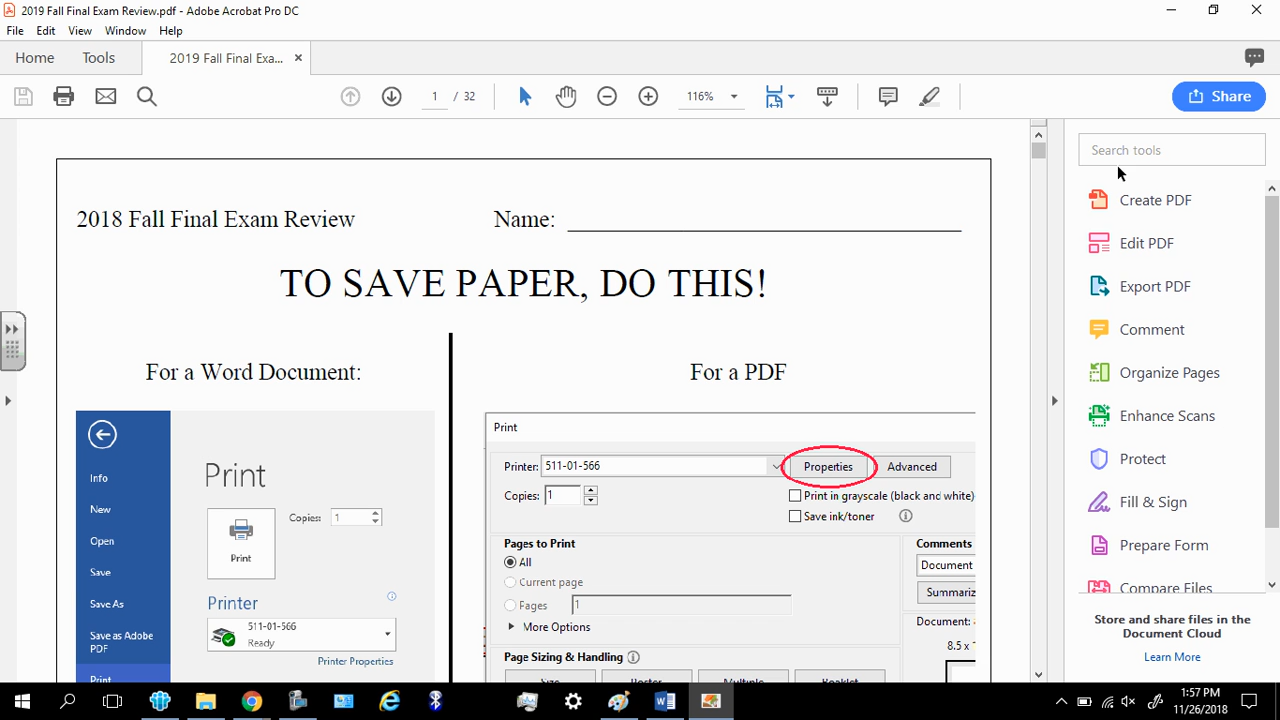 2019 Fall Final Exam Review.pdf - Adobe Acrobat Pro DC
File Edit View Window Help
Home Tools 2019 Fall Final Exa... ×
1 / 32 116% Share
Search tools
Create PDF
Edit PDF
Export PDF
Comment
Organize Pages
Enhance Scans
Protect
Fill & Sign
Prepare Form
Compare Files
Store and share files in the
Document Cloud
Learn More
2018 Fall Final Exam Review Name:
TO SAVE PAPER, DO THIS!
For a Word Document:
Info
New
Open
Save
Save As
Save as Adobe
PDF
Print
Print
Copies: 1
Print
Printer
511-01-566
Ready
Printer Properties
For a PDF
Print
Printer: 511-01-566 Properties Advanced
Copies: 1 Print in grayscale (black and white)
Save ink/toner
Pages to Print
All
Current page
Pages 1
More Options
Page Sizing & Handling
Size Poster Multiple Booklet
Comments
Document
Document:
8.5 x
1:57 PM
11/26/2018